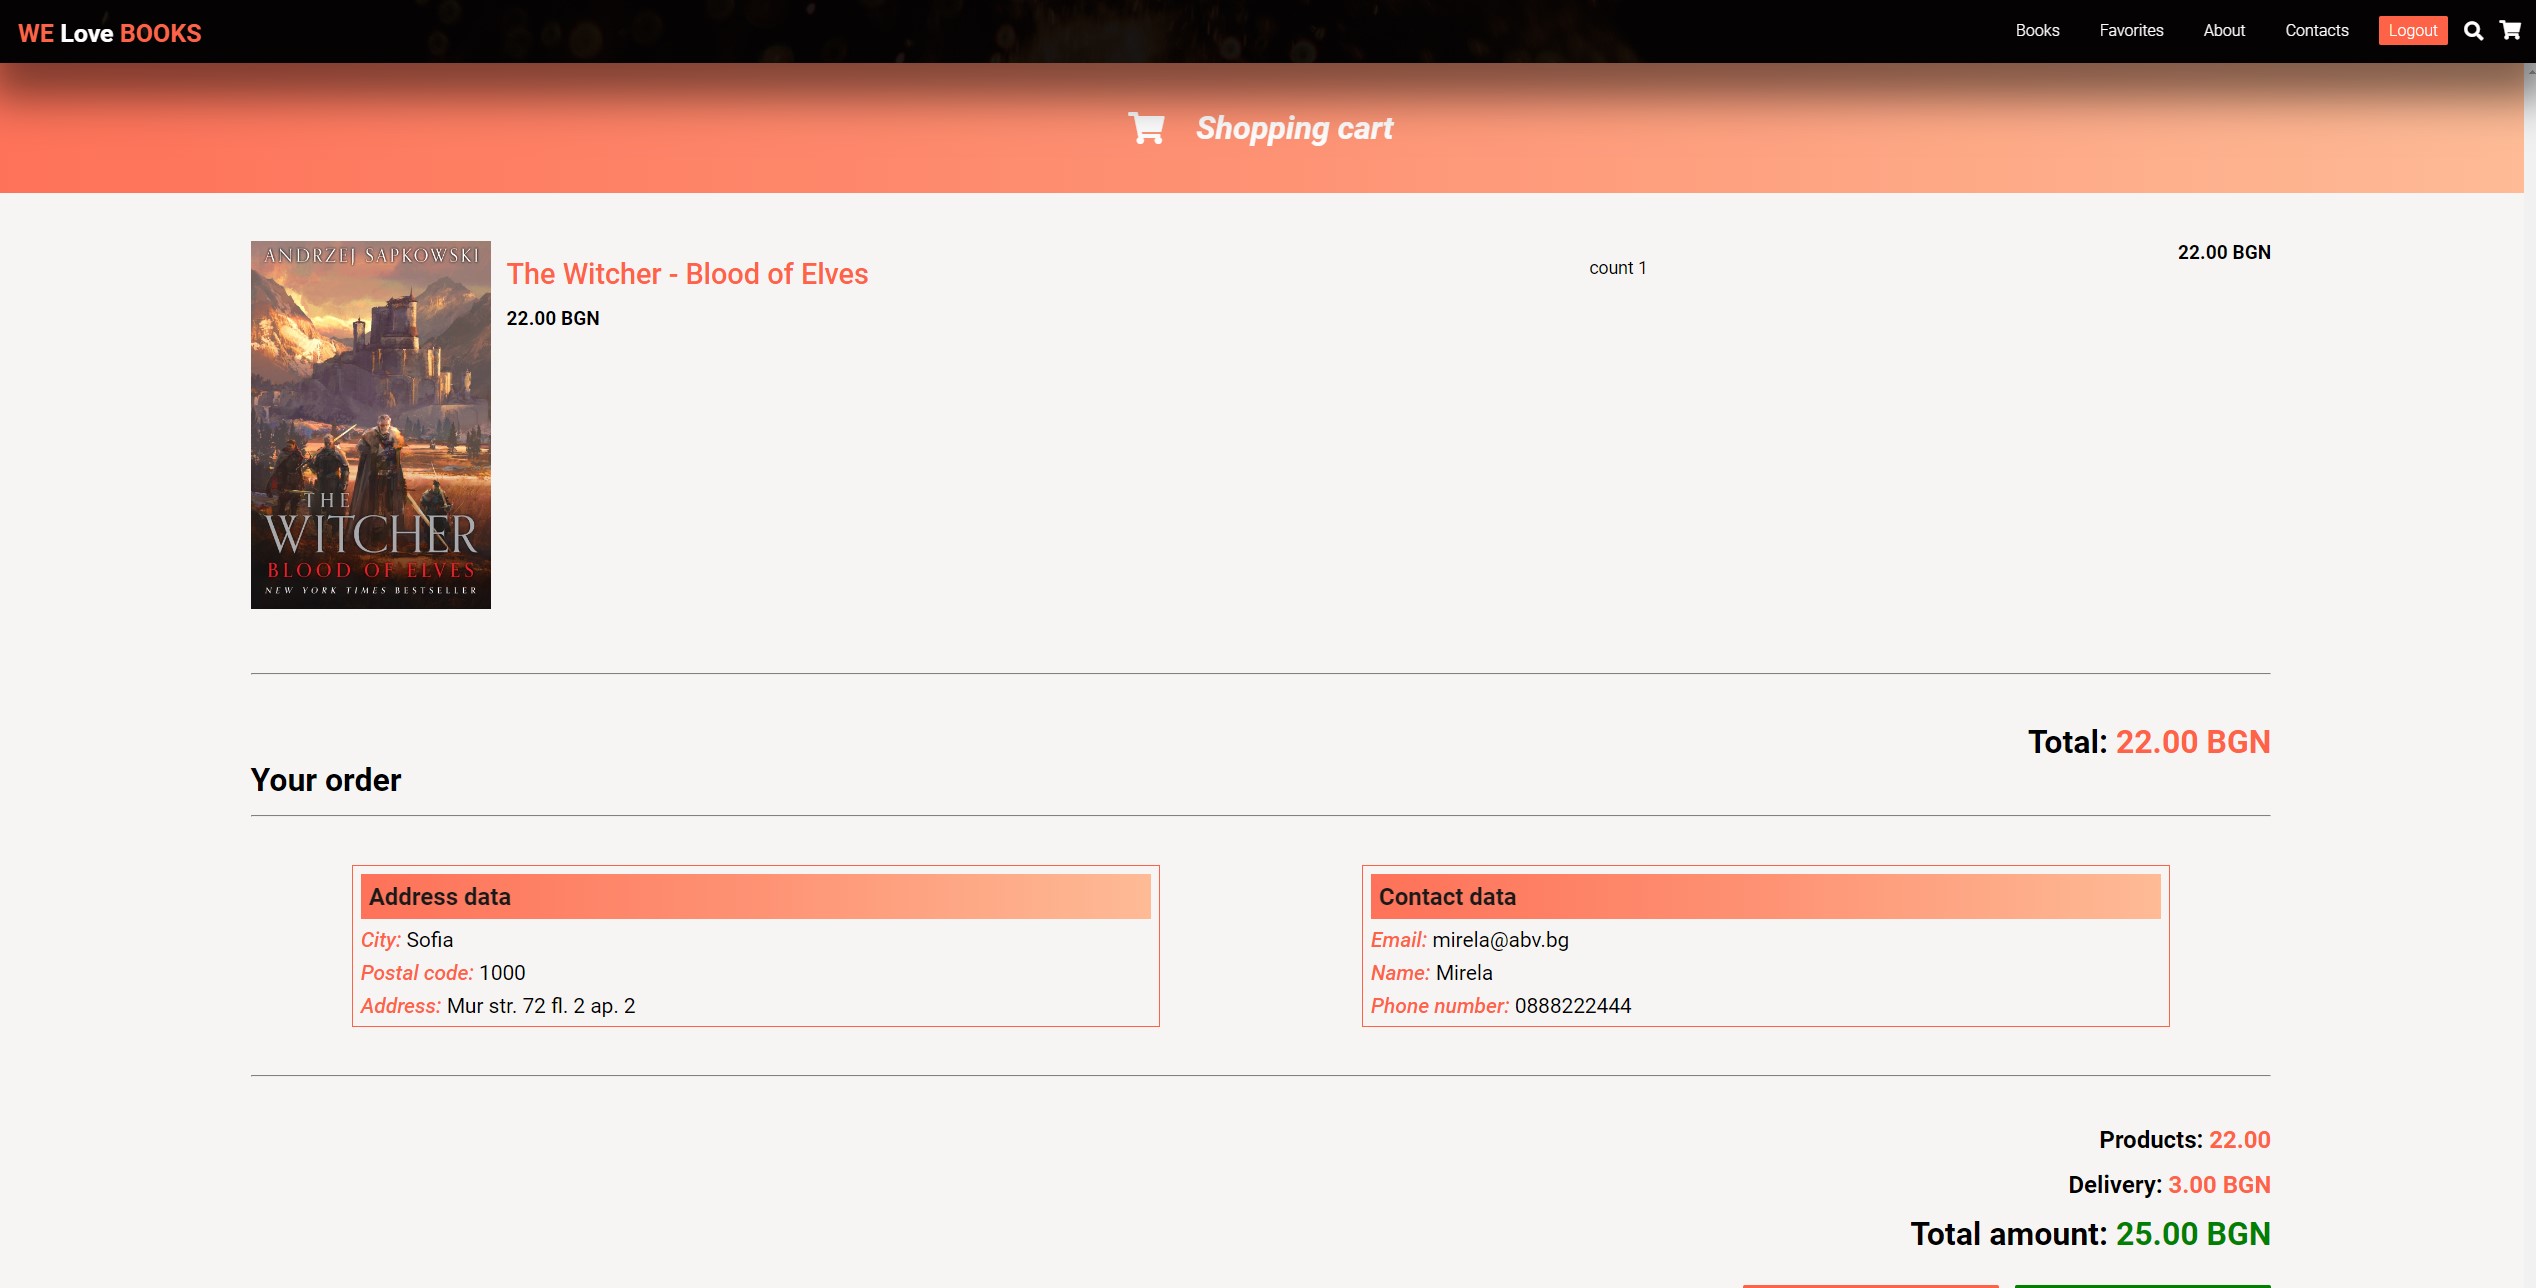 WE Love BOOKS
Books Favorites About Contacts Logout
Shopping cart
ANDRZEJ SAPKOWSKI
THE
WITCHER
BLOOD OF ELVES
NEW YORK TIMES BESTSELLER
The Witcher - Blood of Elves
22.00 BGN
count 1
22.00 BGN
Total: 22.00 BGN
Your order
Address data
City: Sofia
Postal code: 1000
Address: Mur str. 72 fl. 2 ap. 2
Contact data
Email: mirela@abv.bg
Name: Mirela
Phone number: 0888222444
Products: 22.00
Delivery: 3.00 BGN
Total amount: 25.00 BGN